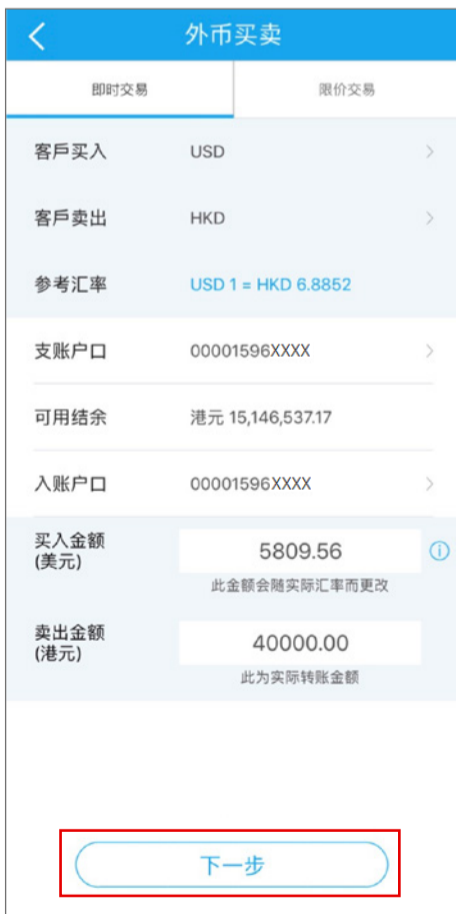 外币买卖
即时交易 限价交易
客戶买入 USD
客戶卖出 HKD
参考汇率 USD 1 = HKD 6.8852
支账户口 00001596XXXX
可用结余 港元 15,146,537.17
入账户口 00001596XXXX
买入金额
(美元)
5809.56
此金额会随实际汇率而更改
卖出金额
(港元)
40000.00
此为实际转账金额
下一步